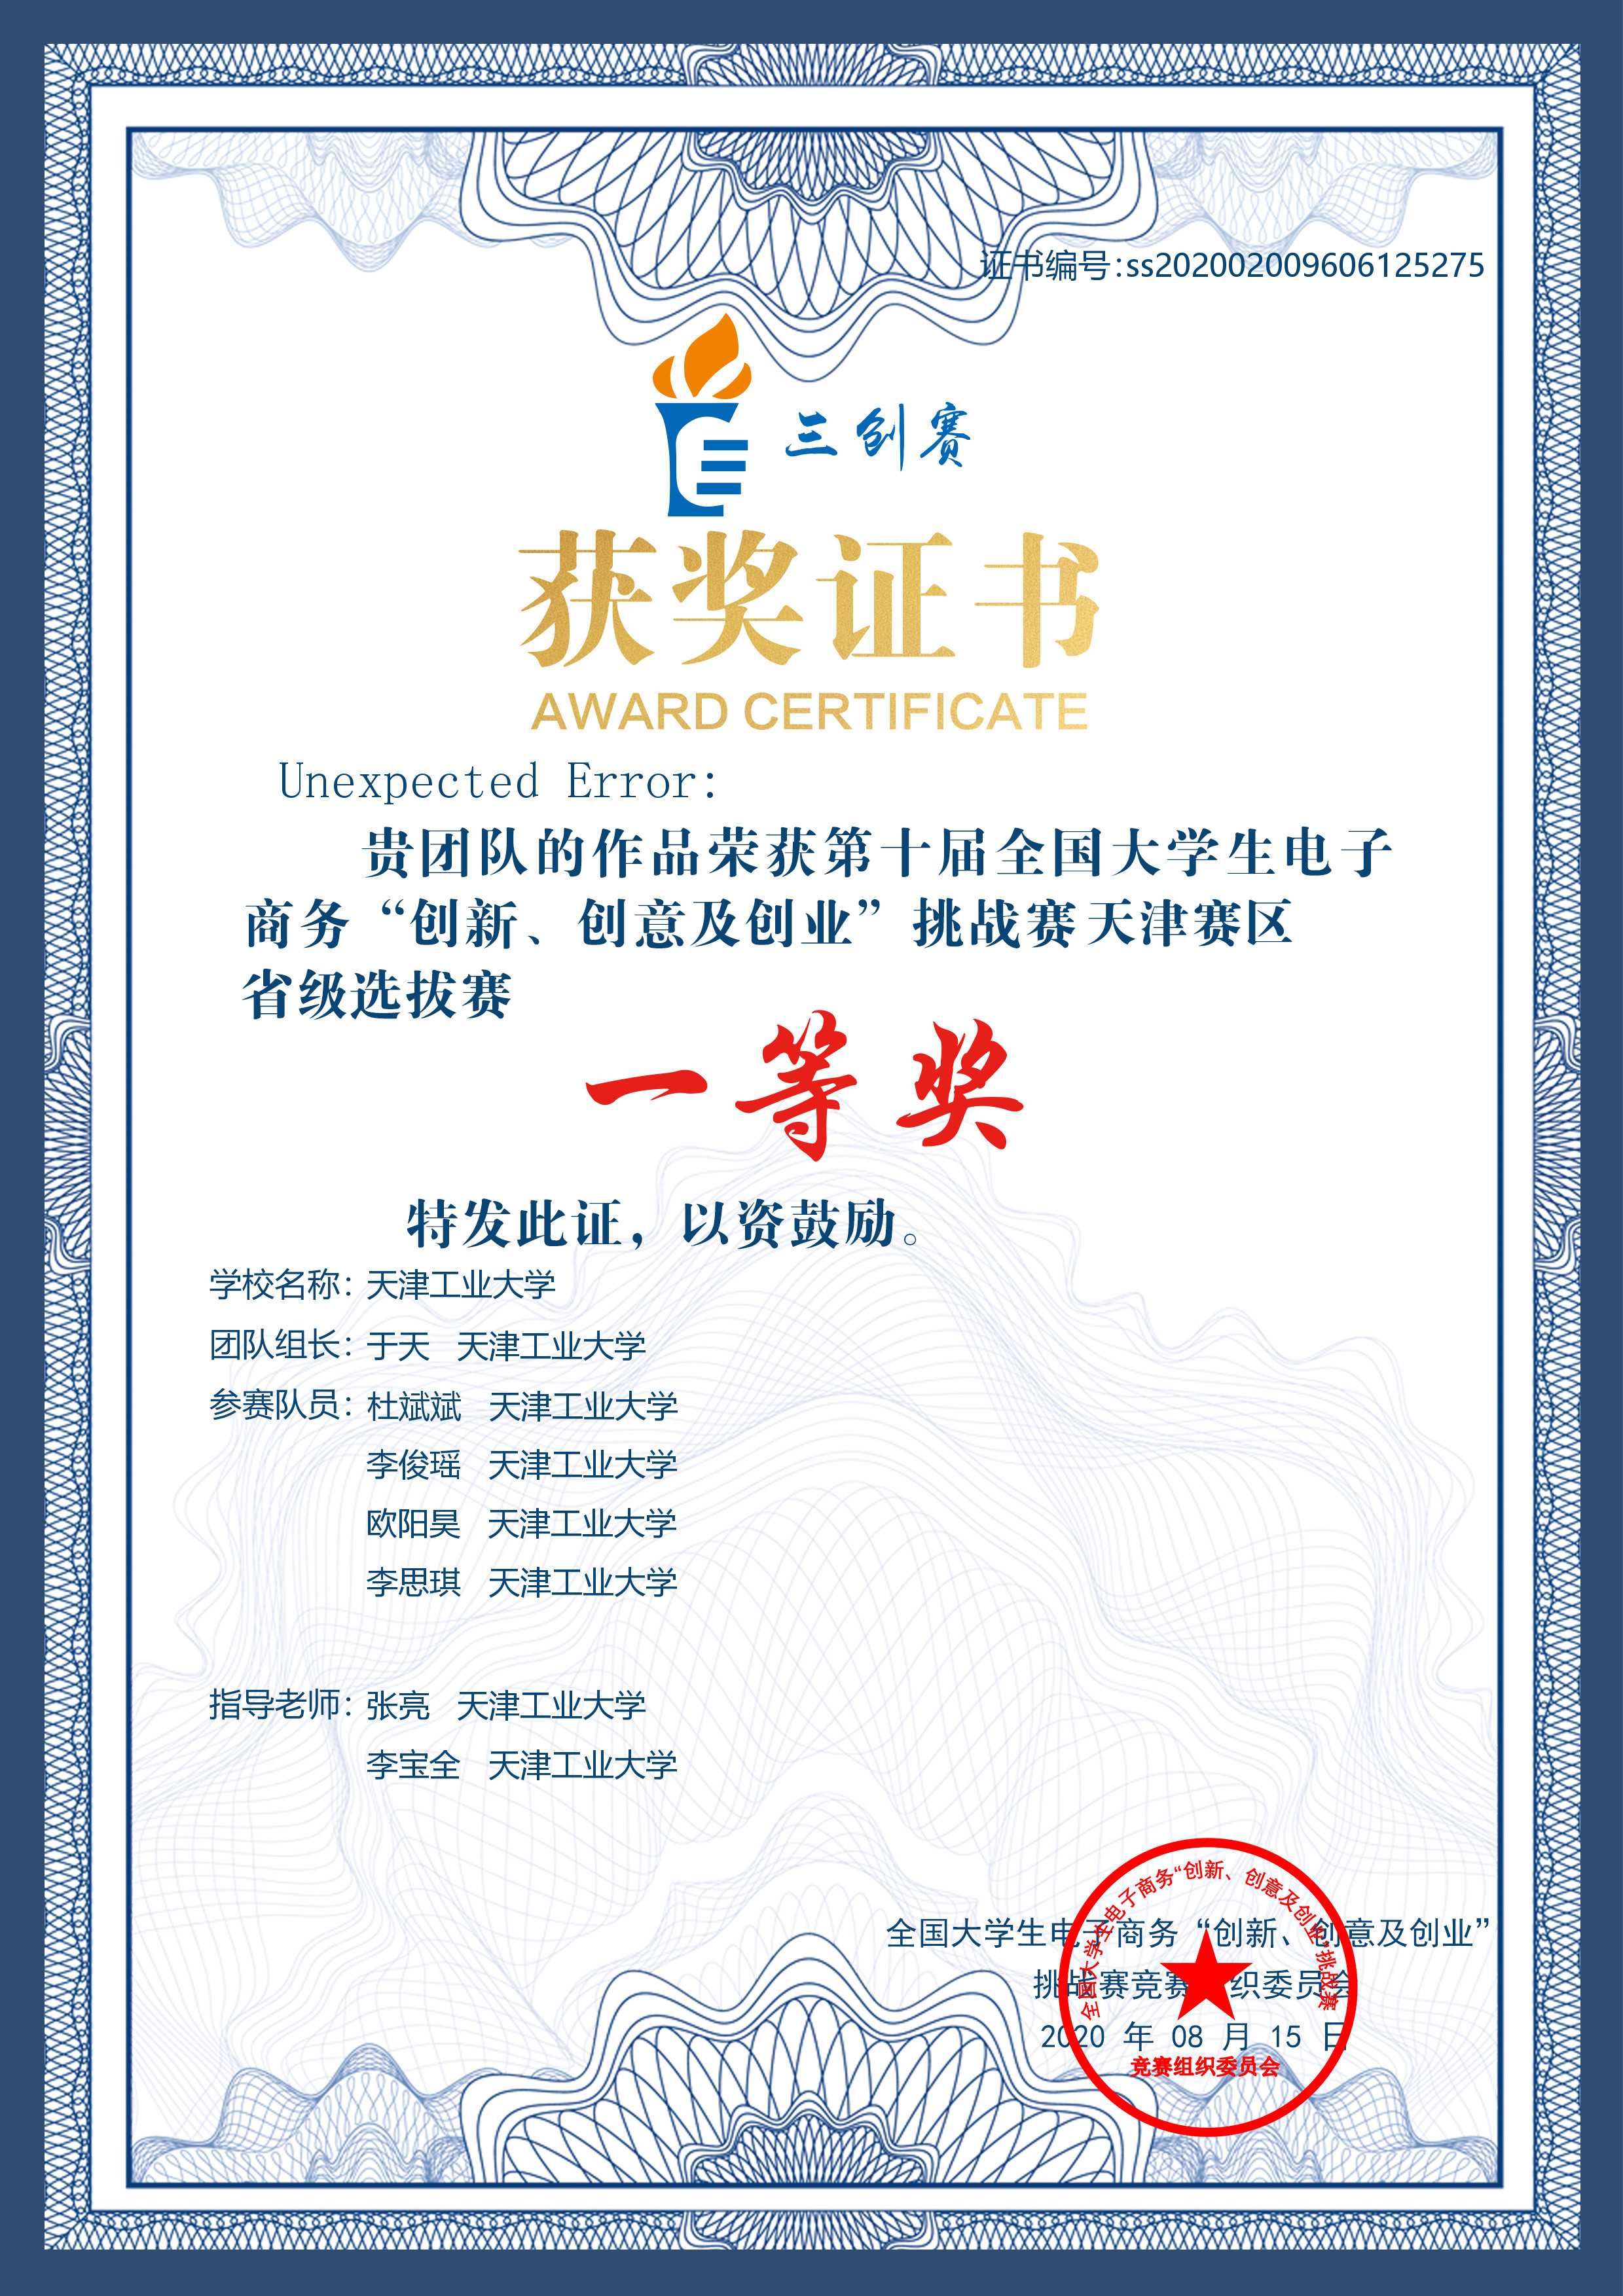 证书编号:ss202002009606125275
三创赛
获奖证书
AWARD CERTIFICATE
Unexpected Error:
贵团队的作品荣获第十届全国大学生电子
商务“创新、创意及创业”挑战赛天津赛区
省级选拔赛
一等奖
特发此证，以资鼓励。
学校名称：天津工业大学
团队组长：于天 天津工业大学
参赛队员：杜斌斌 天津工业大学
李俊瑶 天津工业大学
欧阳昊 天津工业大学
李思琪 天津工业大学
指导老师：张亮 天津工业大学
李宝全 天津工业大学
全国大学生电子商务“创新、创意及创业”
挑战赛竞赛组织委员会
2020 年 08 月 15 日
全国大学生电子商务“创新、创意及创业”挑战赛
竞赛组织委员会